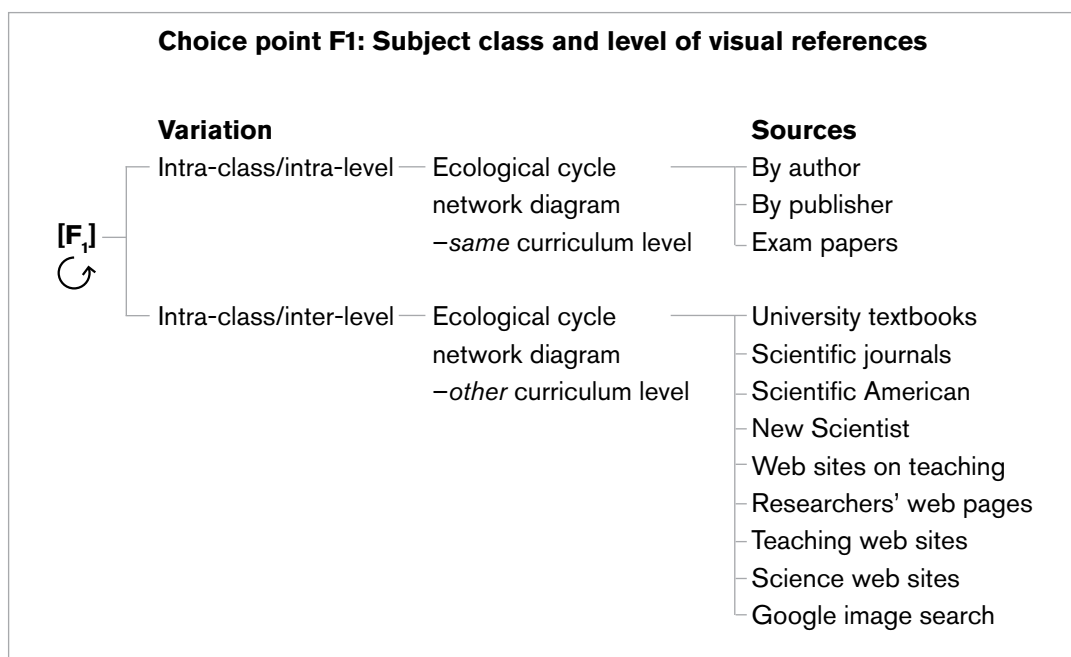 Choice point F1: Subject class and level of visual references
Variation Sources
Intra-class/intra-level Ecological cycle By author
network diagram By publisher
–same curriculum level Exam papers
[F1]
Intra-class/inter-level Ecological cycle University textbooks
network diagram Scientific journals
–other curriculum level Scientific American
New Scientist
Web sites on teaching
Researchers’ web pages
Teaching web sites
Science web sites
Google image search